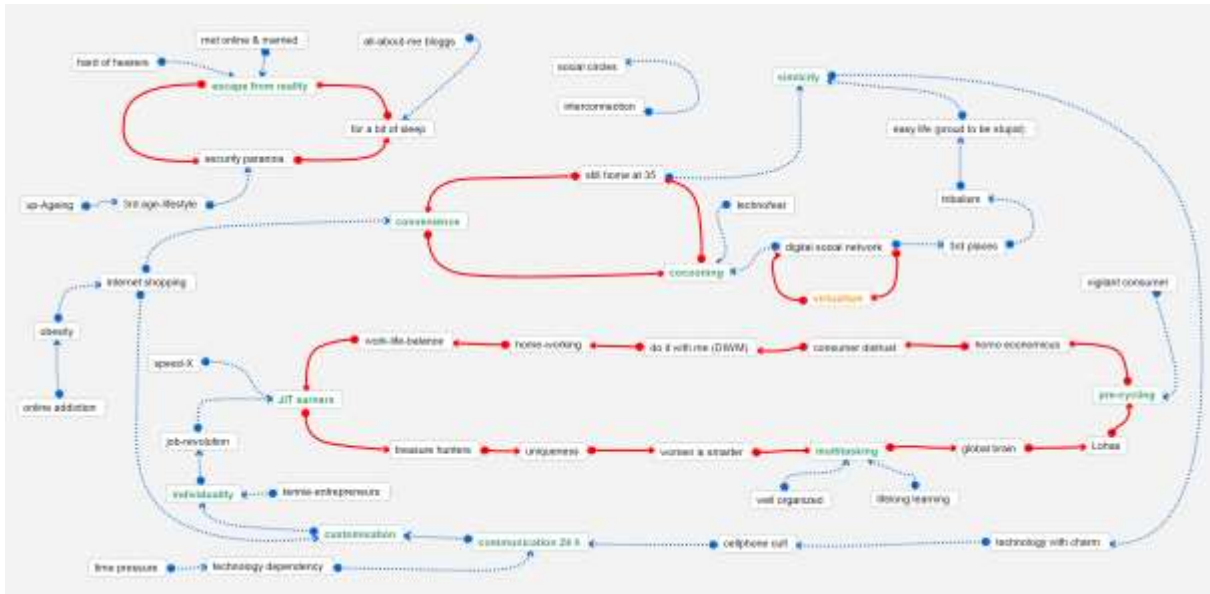 met online & married
all-about-me bloggs
hard of hearers
social circles
escape from reality
interconnection
for a bit of sleep
easy life (proud to be stupid)
security paranoia
still home at 35
up-Ageing
3rd age-lifestyle
technofear
tribalism
convenience
digital social network
3rd places
cocooning
internet shopping
vigilant consumer
obesity
work-life-balance
home-working
do it with me (DIWM)
consumer distrust
homo economicus
speed-X
JIT earners
pre-cycling
online addiction
job-revolution
treasure hunters
uniqueness
women is smarter
multitasking
global brain
Lohas
individuality
tennie-entrepreneurs
well organized
lifelong learning
customisation
communication 24 h
cellphone cult
technology with charm
time pressure
technology dependency